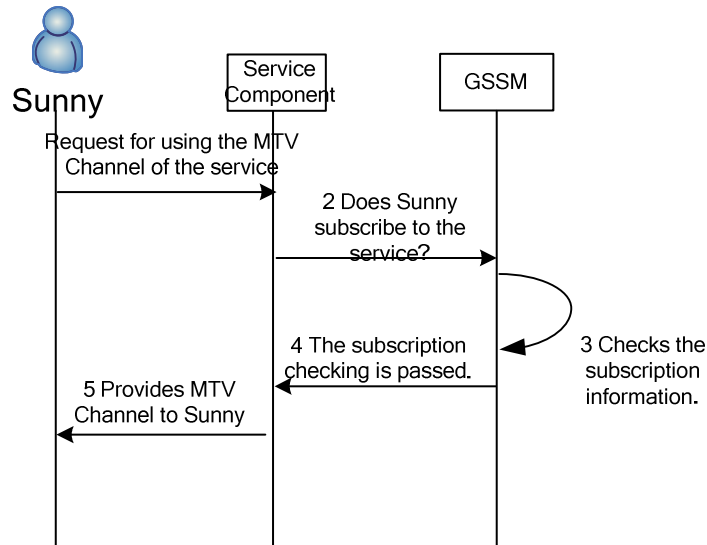 Sunny
Service
Component
GSSM
Request for using the MTV
Channel of the service
2 Does Sunny
subscribe to the
service?
3 Checks the
subscription
information.
4 The subscription
checking is passed.
5 Provides MTV
Channel to Sunny